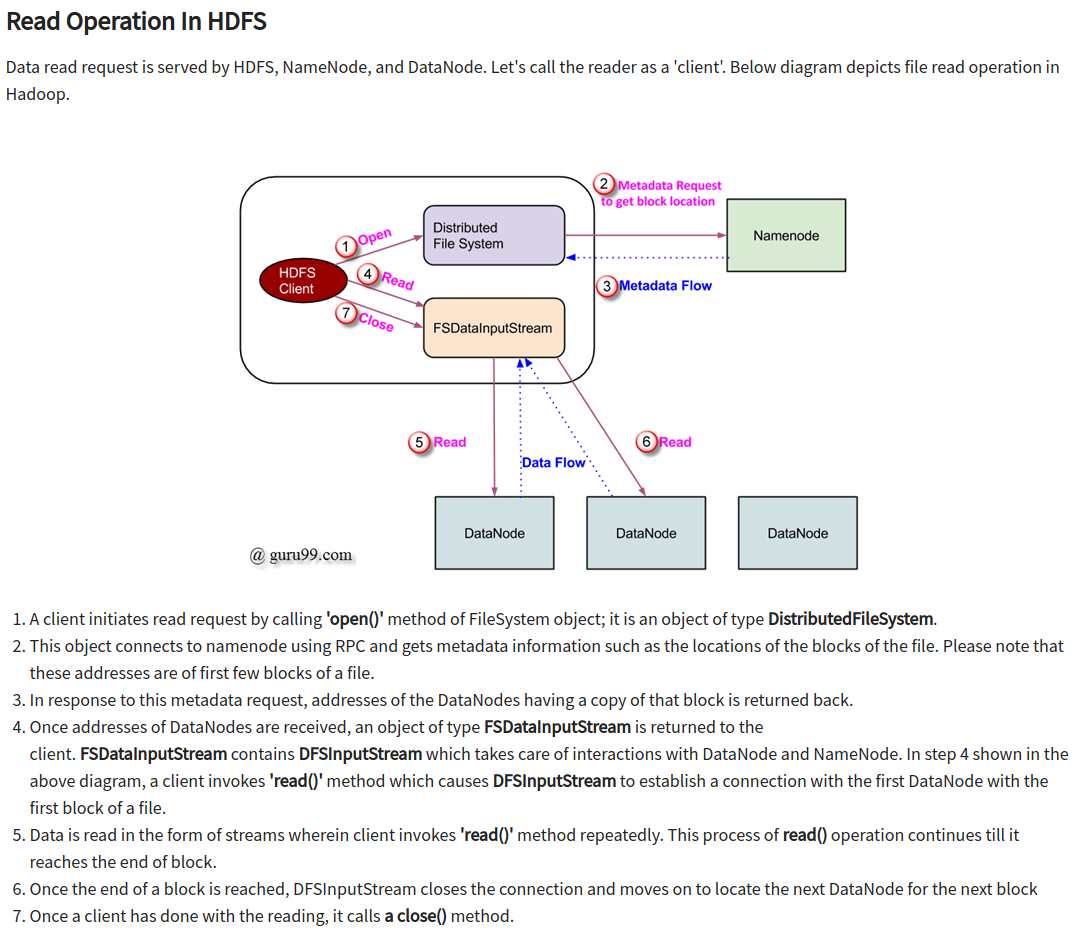 Read Operation In HDFS
Data read request is served by HDFS, NameNode, and DataNode. Let's call the reader as a 'client'. Below diagram depicts file read operation in
Hadoop.
2 Metadata Request
to get block location
Distributed
File System
Namenode
1 Open
HDFS
Client
4 Read
3 Metadata Flow
7 Close
FSDataInputStream
5 Read
6 Read
Data Flow
DataNode
DataNode
DataNode
@ guru99.com
1. A client initiates read request by calling 'open()' method of FileSystem object; it is an object of type DistributedFileSystem.
2. This object connects to namenode using RPC and gets metadata information such as the locations of the blocks of the file. Please note that
these addresses are of first few blocks of a file.
3. In response to this metadata request, addresses of the DataNodes having a copy of that block is returned back.
4. Once addresses of DataNodes are received, an object of type FSDataInputStream is returned to the
client. FSDataInputStream contains DFSInputStream which takes care of interactions with DataNode and NameNode. In step 4 shown in the
above diagram, a client invokes 'read()' method which causes DFSInputStream to establish a connection with the first DataNode with the
first block of a file.
5. Data is read in the form of streams wherein client invokes 'read()' method repeatedly. This process of read() operation continues till it
reaches the end of block.
6. Once the end of a block is reached, DFSInputStream closes the connection and moves on to locate the next DataNode for the next block
7. Once a client has done with the reading, it calls a close() method.